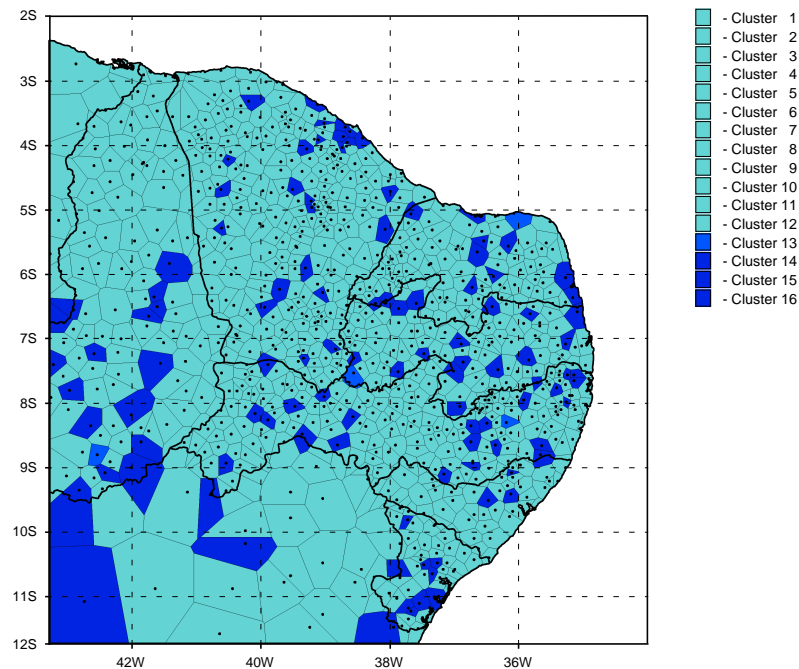 2S
3S
4S
5S
6S
7S
8S
9S
10S
11S
12S
42W
40W
38W
36W
- Cluster 1
- Cluster 2
- Cluster 3
- Cluster 4
- Cluster 5
- Cluster 6
- Cluster 7
- Cluster 8
- Cluster 9
- Cluster 10
- Cluster 11
- Cluster 12
- Cluster 13
- Cluster 14
- Cluster 15
- Cluster 16